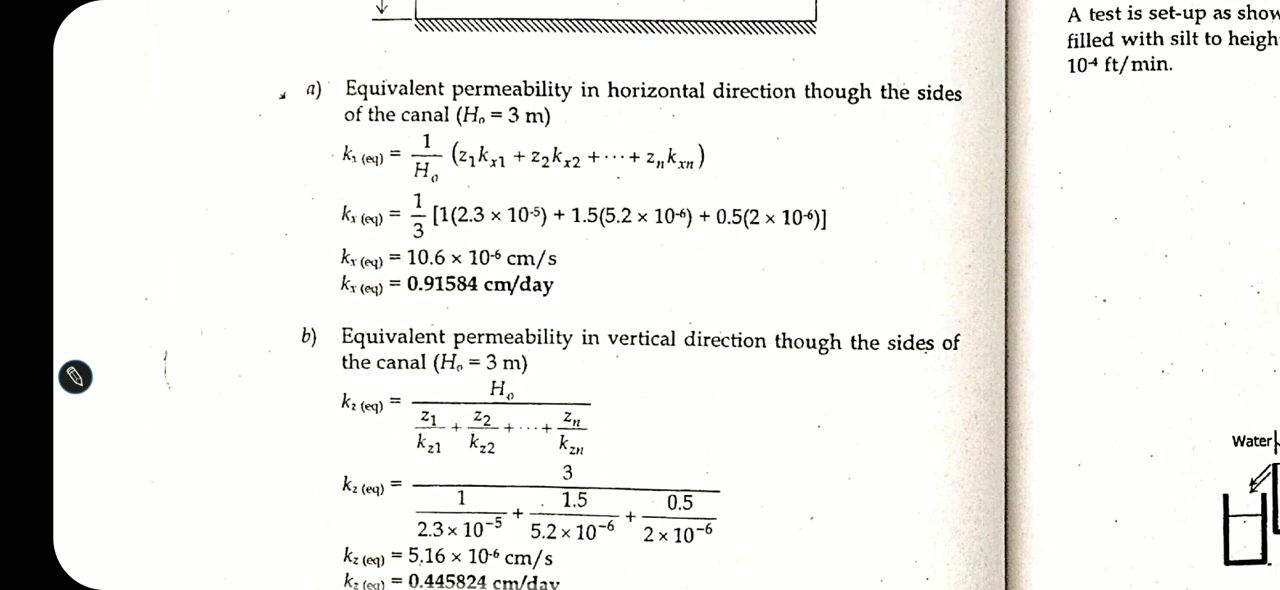 a) Equivalent permeability in horizontal direction though the sides
of the canal (Hₒ = 3 m)
kₓ (eq) = 1/Hₒ (z₁kₓ₁ + z₂kₓ₂ + ··· + zₙkₓₙ)
kₓ (eq) = 1/3 [1(2.3 × 10⁻⁵) + 1.5(5.2 × 10⁻⁶) + 0.5(2 × 10⁻⁶)]
kₓ (eq) = 10.6 × 10⁻⁶ cm/s
kₓ (eq) = 0.91584 cm/day
b) Equivalent permeability in vertical direction though the sides of
the canal (Hₒ = 3 m)
k_z (eq) = Hₒ / (z₁/k_z1 + z₂/k_z2 + ··· + zₙ/k_zn)
k_z (eq) = 3 / (1/(2.3 × 10⁻⁵) + 1.5/(5.2 × 10⁻⁶) + 0.5/(2 × 10⁻⁶))
k_z (eq) = 5.16 × 10⁻⁶ cm/s
k_z (eq) = 0.445824 cm/day
A test is set-up as show
filled with silt to heigh
10⁻⁴ ft/min.
Water